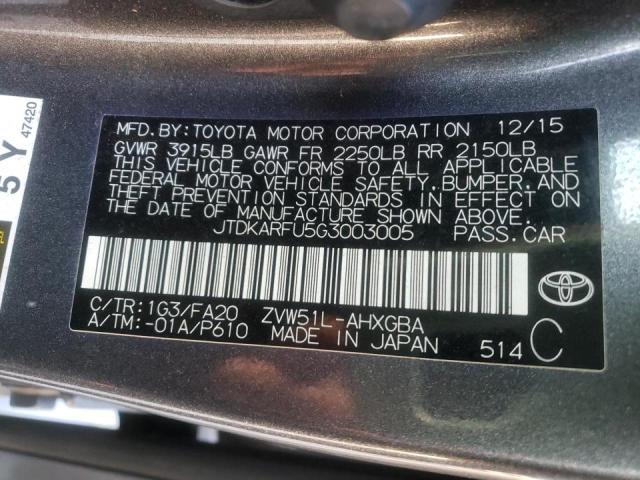 MFD.BY:TOYOTA MOTOR CORPORATION 12/15
GVWR 3915LB GAWR FR 2250LB RR 2150LB
THIS VEHICLE CONFORMS TO ALL APPLICABLE
FEDERAL MOTOR VEHICLE SAFETY,BUMPER,AND
THEFT PREVENTION STANDARDS IN EFFECT ON
THE DATE OF MANUFACTURE SHOWN ABOVE.
JTDKARFU5G3003005 PASS.CAR
C/TR:1G3/FA20 ZVW51L-AHXGBA
A/TM:-01A/P610 MADE IN JAPAN 514 C
5Y
47420